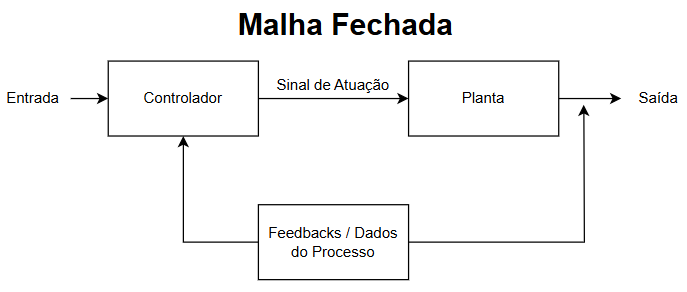 Malha Fechada
Entrada
Controlador
Sinal de Atuação
Planta
Saída
Feedbacks / Dados
do Processo